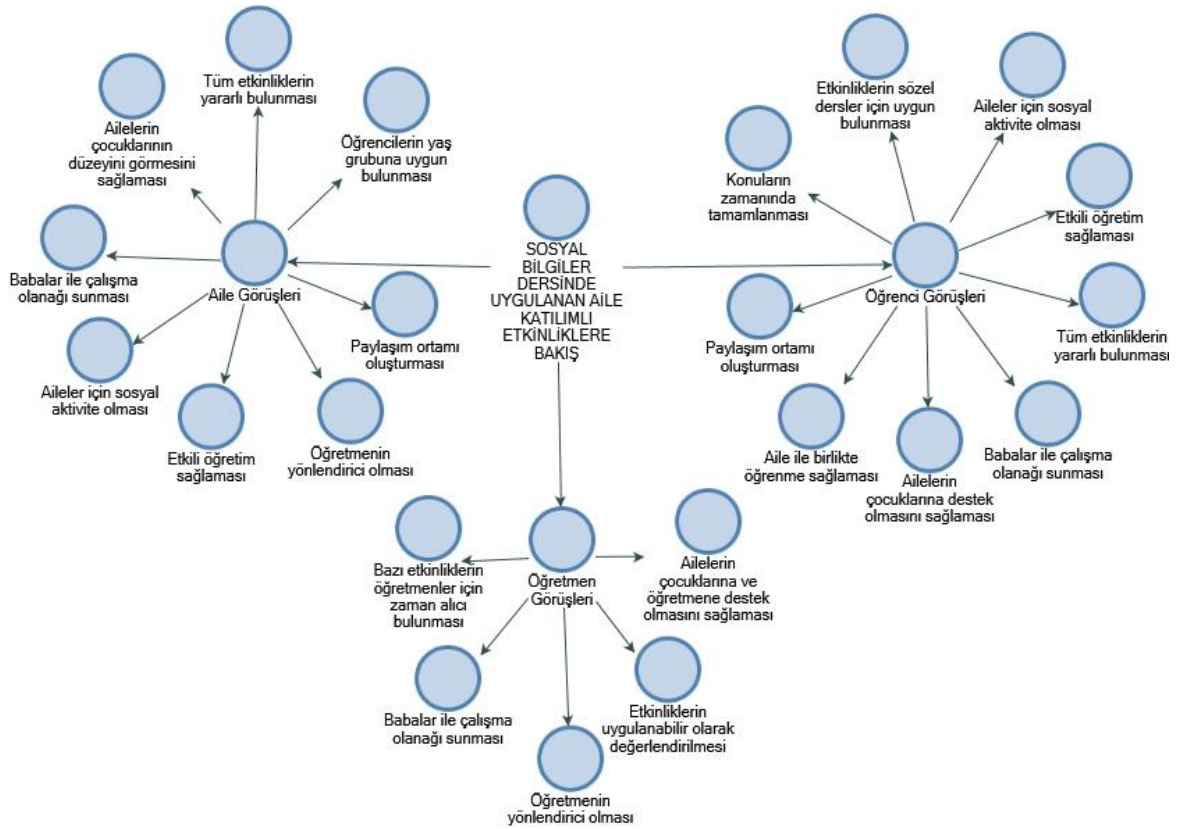 Tüm etkinliklerin
yararlı bulunması
Ailelerin
çocuklarının
düzeyini görmesini
sağlaması
Öğrencilerin yaş
grubuna uygun
bulunması
Babalar ile çalışma
olanağı sunması
Aile Görüşleri
Aileler için sosyal
aktivite olması
Etkili öğretim
sağlaması
Öğretmenin
yönlendirici olması
Paylaşım ortamı
oluşturması
SOSYAL
BİLGİLER
DERSİNDE
UYGULANAN AİLE
KATILIMLI
ETKİNLİKLERE
BAKIŞ
Etkinliklerin sözel
dersler için uygun
bulunması
Aileler için sosyal
aktivite olması
Konuların
zamanında
tamamlanması
Etkili öğretim
sağlaması
Öğrenci Görüşleri
Paylaşım ortamı
oluşturması
Tüm etkinliklerin
yararlı bulunması
Aile ile birlikte
öğrenme sağlaması
Ailelerin
çocuklarına destek
olmasını sağlaması
Babalar ile çalışma
olanağı sunması
Öğretmen
Görüşleri
Bazı etkinliklerin
öğretmenler için
zaman alıcı
bulunması
Ailelerin
çocuklarına ve
öğretmene destek
olmasını sağlaması
Babalar ile çalışma
olanağı sunması
Etkinliklerin
uygulanabilir olarak
değerlendirilmesi
Öğretmenin
yönlendirici olması